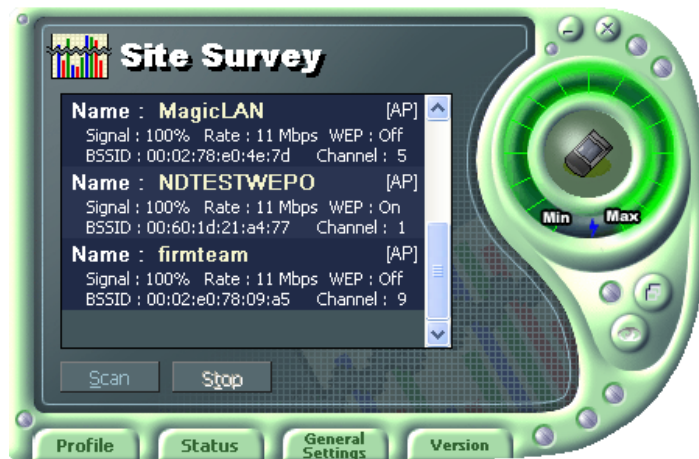 Site Survey
Name : MagicLAN [AP]
Signal : 100% Rate : 11 Mbps WEP : Off
BSSID : 00:02:78:e0:4e:7d Channel : 5
Name : NDTESTWEPO [AP]
Signal : 100% Rate : 11 Mbps WEP : On
BSSID : 00:60:1d:21:a4:77 Channel : 1
Name : firmteam [AP]
Signal : 100% Rate : 11 Mbps WEP : Off
BSSID : 00:02:e0:78:09:a5 Channel : 9
Min Max
Scan Stop
Profile Status General Settings Version